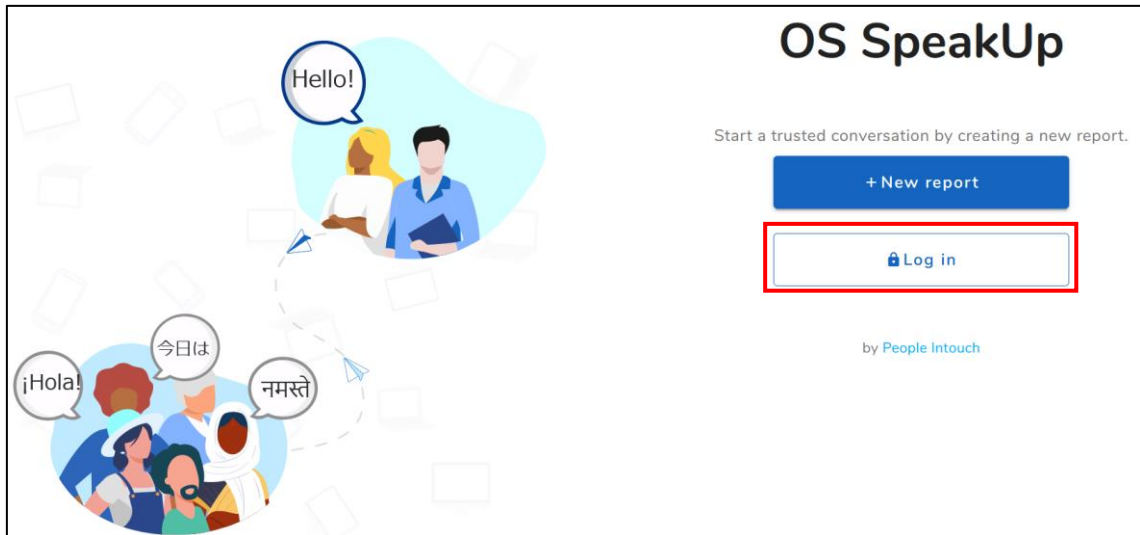 OS SpeakUp
Hello!
Start a trusted conversation by creating a new report.
+ New report
Log in
by People Intouch
今日は
¡Hola!
नमस्ते